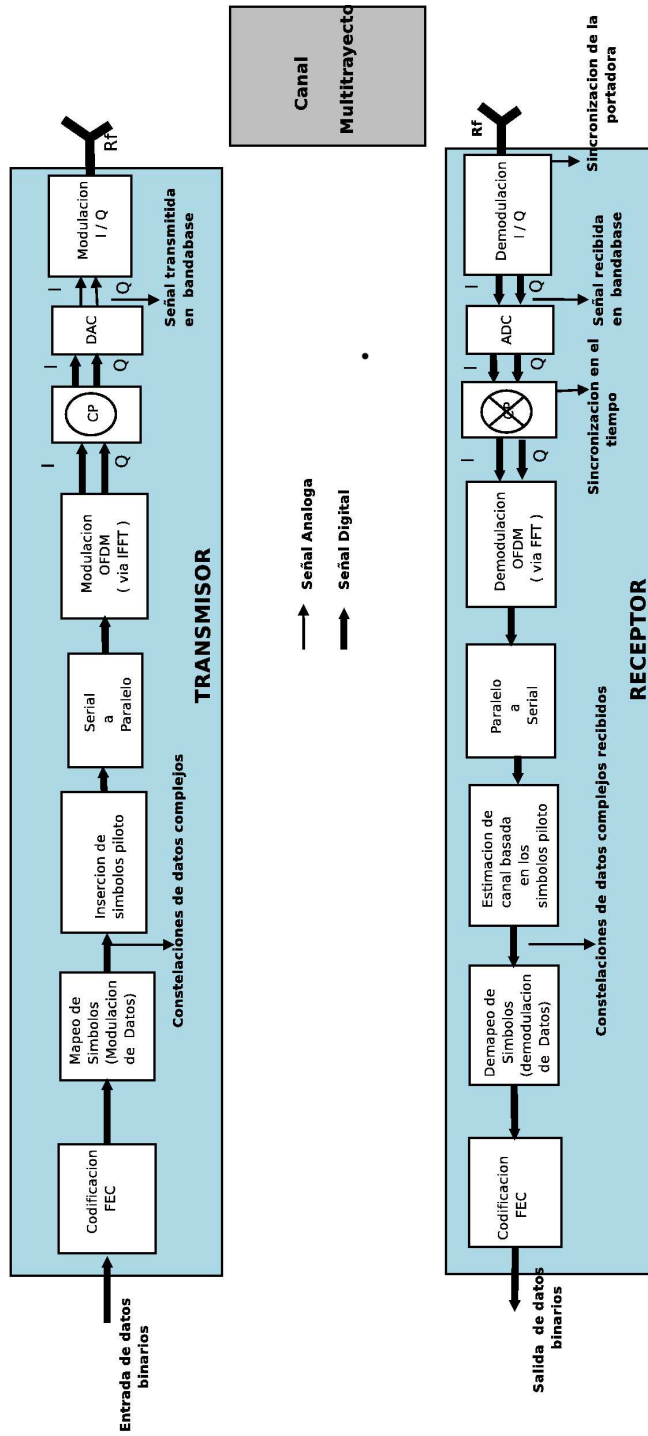 Entrada de datos
binarios
Codificacion
FEC
Mapeo de
Simbolos
(Modulacion
de Datos)
Constelaciones de datos complejos
Insercion de
simbolos piloto
Serial
a
Paralelo
TRANSMISOR
Modulacion
OFDM
( via IFFT )
I
Q
CP
I
Q
DAC
I
Q
Señal transmitida
en bandabase
Modulacion
I / Q
Rf
Canal
Multitrayecto
Señal Analoga
Señal Digital
Rf
Demodulacion
I / Q
Sincronizacion de la
portadora
I
Q
Señal recibida
en bandabase
ADC
I
Q
CP
Sincronizacion en el
tiempo
I
Q
Demodulacion
OFDM
( via FFT )
Paralelo
a
Serial
RECEPTOR
Estimacion de
canal basada
en los
simbolos piloto
Constelaciones de datos complejos recibidos
Demapeo de
Simbolos
(demodulacion
de Datos)
Codificacion
FEC
Salida de datos
binarios